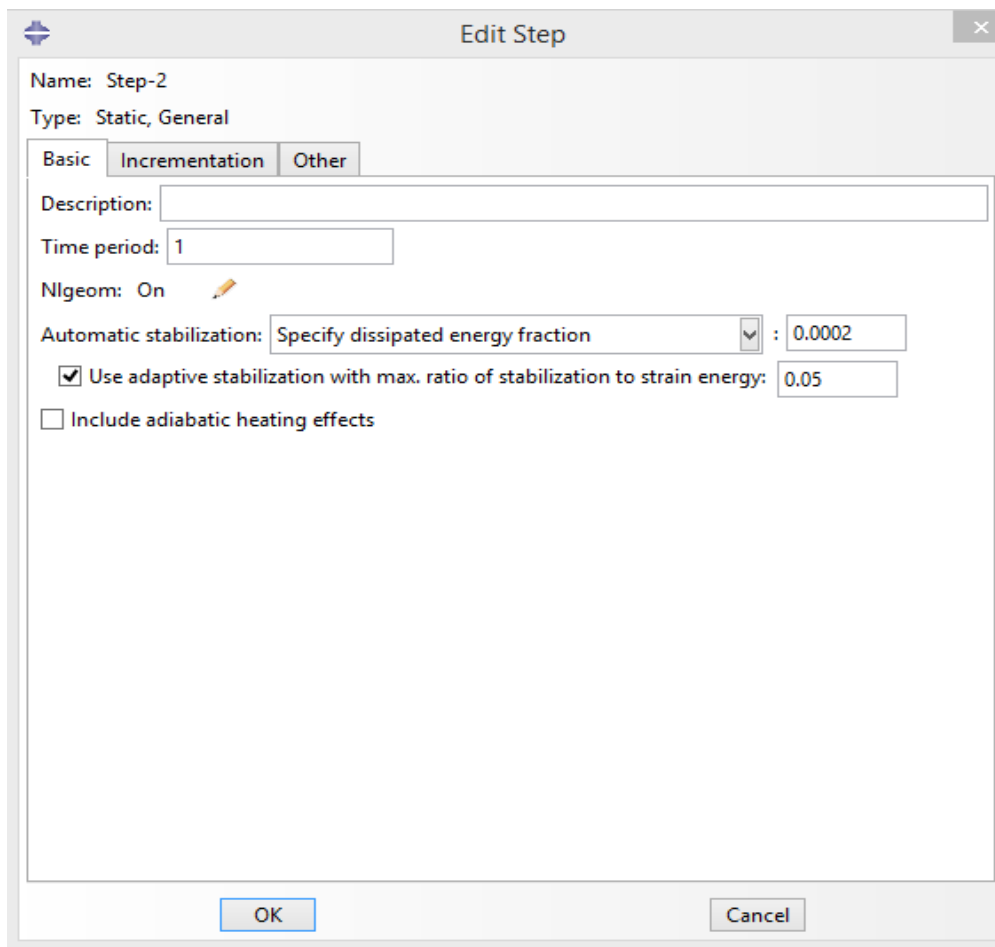 Edit Step
Name: Step-2
Type: Static, General
Basic Incrementation Other
Description:
Time period: 1
Nlgeom: On
Automatic stabilization: Specify dissipated energy fraction : 0.0002
Use adaptive stabilization with max. ratio of stabilization to strain energy: 0.05
Include adiabatic heating effects
OK Cancel